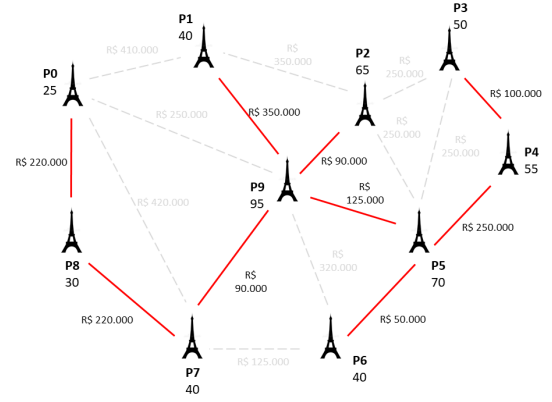 P1
40
P3
50
R$ 410.000
R$
350.000
P2
65
R$
250.000
P0
25
R$ 100.000
R$ 250.000
R$ 350.000
R$
250.000
R$
250.000
R$ 220.000
R$ 90.000
P4
55
P9
95
R$
125.000
R$ 420.000
R$ 250.000
P8
30
R$
320.000
P5
70
R$
90.000
R$ 220.000
R$ 50.000
P7
40
R$ 125.000
P6
40